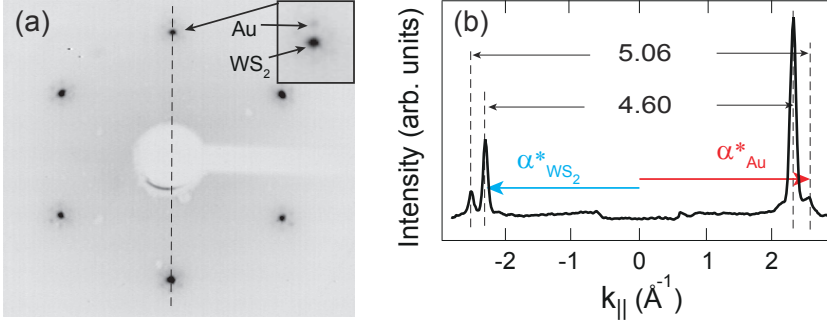 (a)
Au
WS₂
(b)
Intensity (arb. units)
5.06
4.60
α*WS₂
α*Au
-2 -1 0 1 2
k|| (Å⁻¹)